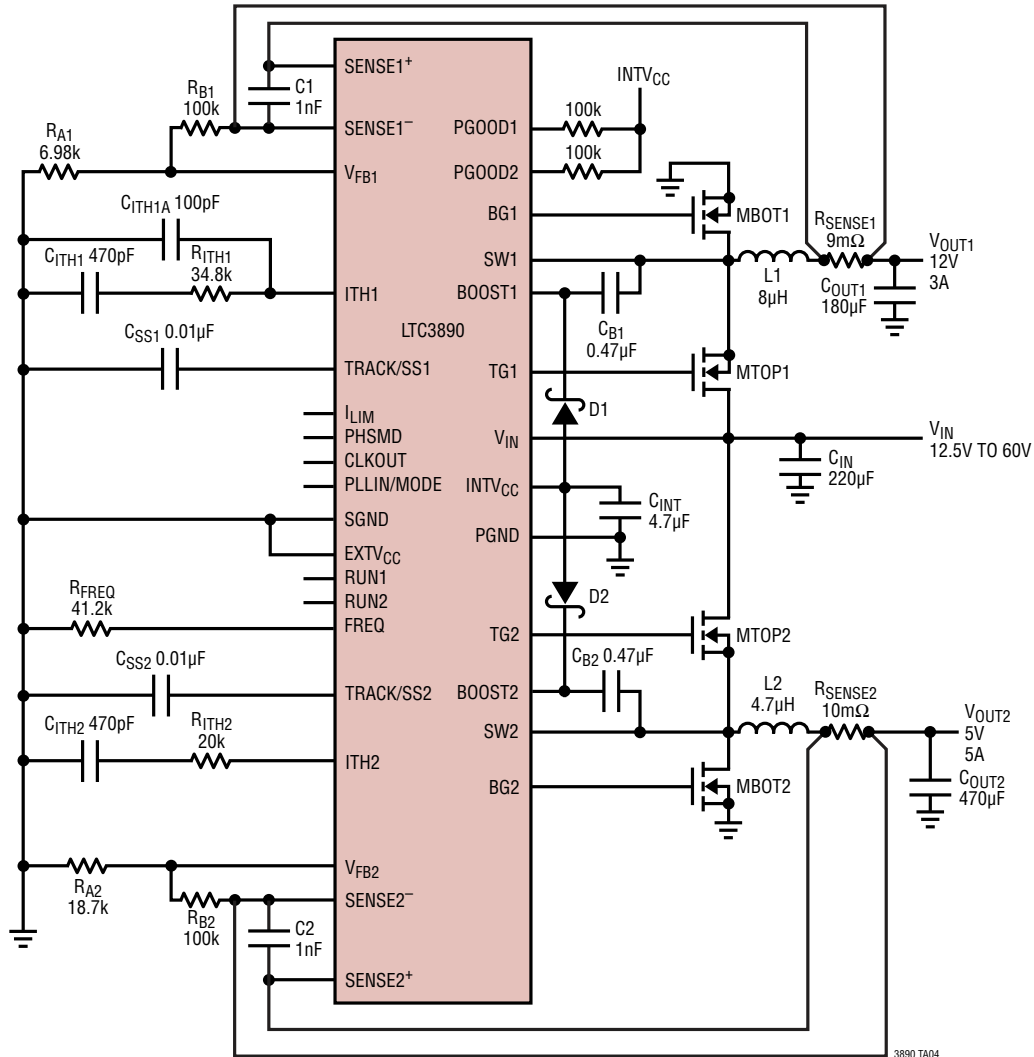 SENSE1+
C1
1nF
RB1
100k
SENSE1–
RA1
6.98k
VFB1
CITH1A 100pF
CITH1 470pF
RITH1
34.8k
ITH1
CSS1 0.01µF
TRACK/SS1
ILIM
PHSMD
CLKOUT
PLLIN/MODE
SGND
EXTVCC
RUN1
RUN2
RFREQ
41.2k
FREQ
CSS2 0.01µF
TRACK/SS2
CITH2 470pF
RITH2
20k
ITH2
VFB2
RA2
18.7k
RB2
100k
SENSE2–
C2
1nF
SENSE2+
LTC3890
INTVCC
PGOOD1
100k
PGOOD2
100k
BG1
MBOT1
SW1
L1
8µH
RSENSE1
9mΩ
VOUT1
12V
3A
COUT1
180µF
BOOST1
CB1
0.47µF
TG1
MTOP1
D1
VIN
VIN
12.5V TO 60V
CIN
220µF
INTVCC
CINT
4.7µF
PGND
D2
TG2
MTOP2
CB2 0.47µF
BOOST2
SW2
L2
4.7µH
RSENSE2
10mΩ
VOUT2
5V
5A
COUT2
470µF
BG2
MBOT2
3890 TA04